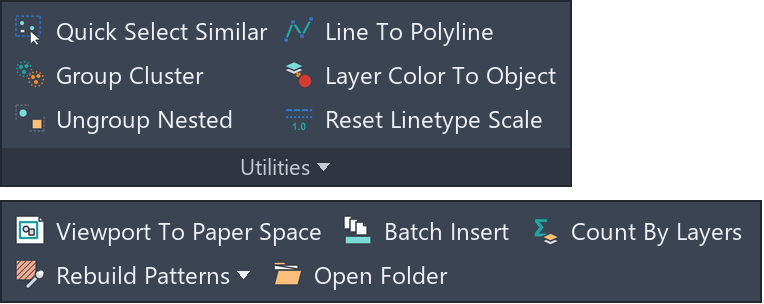 Quick Select Similar Line To Polyline
Group Cluster Layer Color To Object
Ungroup Nested 1.0 Reset Linetype Scale
Utilities
Viewport To Paper Space Batch Insert Σ Count By Layers
Rebuild Patterns Open Folder